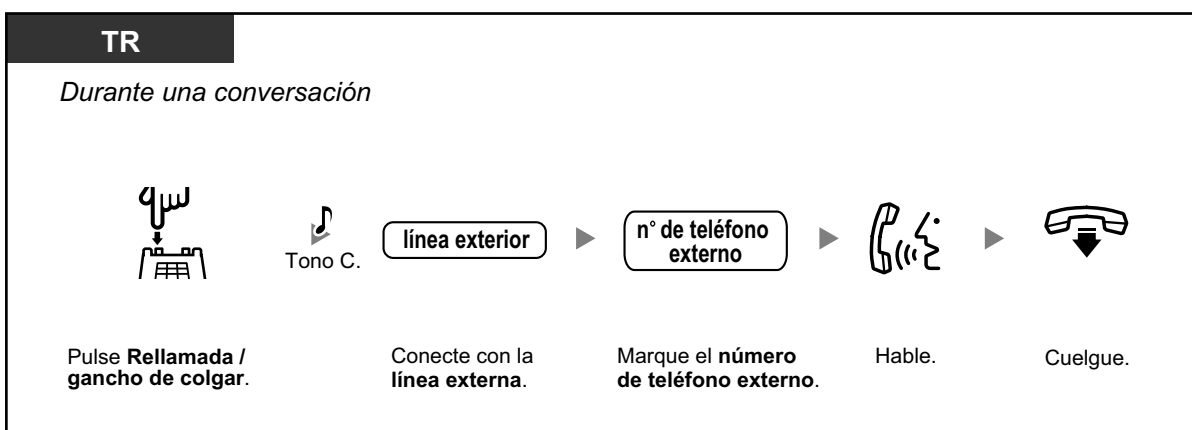 TR
Durante una conversación
Tono C.
línea exterior
n° de teléfono
externo
Pulse Rellamada /
gancho de colgar.
Conecte con la
línea externa.
Marque el número
de teléfono externo.
Hable.
Cuelgue.